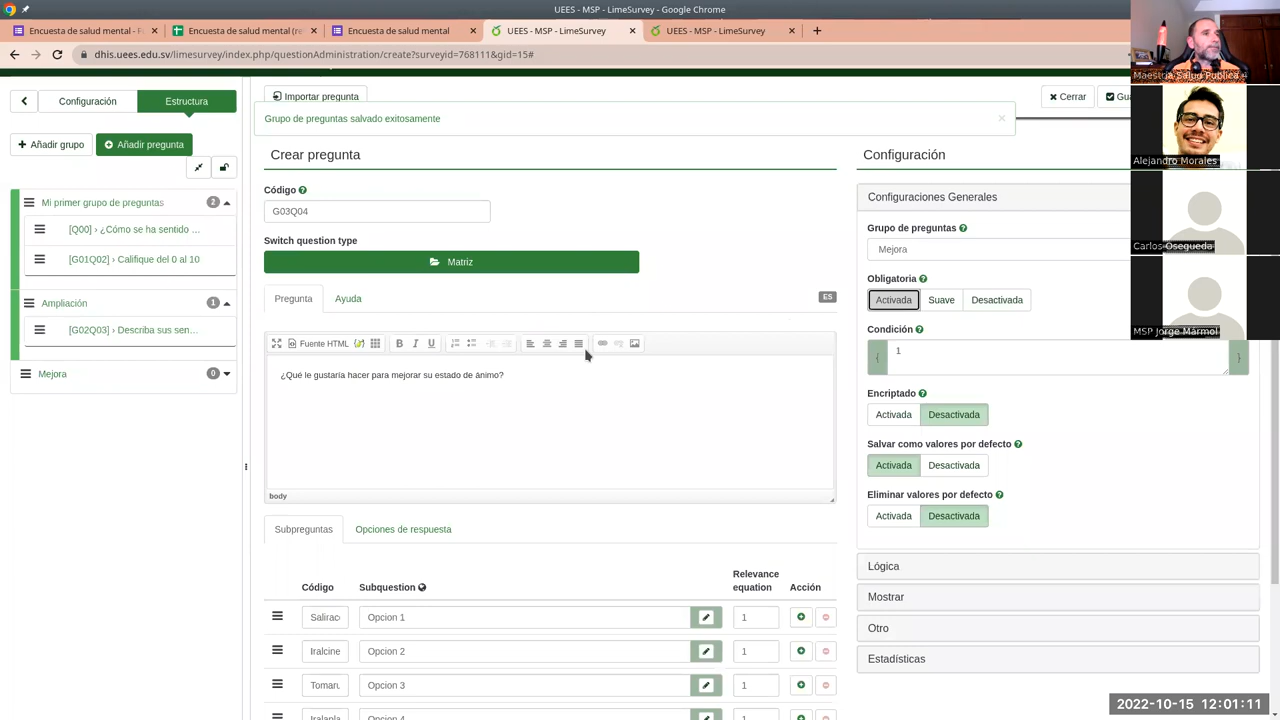 UEES - MSP - LimeSurvey - Google Chrome
Encuesta de salud mental
Encuesta de salud mental (re
Encuesta de salud mental
UEES - MSP - LimeSurvey
UEES - MSP - LimeSurvey
dhis.uees.edu.sv/limesurvey/index.php/questionAdministration/create?surveyid=768111&gid=15#
Maestria Salud Publica
Configuración
Estructura
Importar pregunta
Cerrar
Gua
Grupo de preguntas salvado exitosamente
Añadir grupo
Añadir pregunta
Crear pregunta
Configuración
Alejandro Morales
Código
Configuraciones Generales
Mi primer grupo de preguntas
2
G03Q04
[Q00] › ¿Cómo se ha sentido ...
Grupo de preguntas
Switch question type
Mejora
Carlos Osegueda
[G01Q02] › Califique del 0 al 10
Matriz
Obligatoria
Ampliación
1
Pregunta
Ayuda
ES
Activada
Suave
Desactivada
[G02Q03] › Describa sus sen...
Condición
MSP Jorge Mármol
Fuente HTML
B
I
U
{
1
}
Mejora
0
¿Qué le gustaría hacer para mejorar su estado de ánimo?
Encriptado
Activada
Desactivada
Salvar como valores por defecto
Activada
Desactivada
body
Eliminar valores por defecto
Activada
Desactivada
Subpreguntas
Opciones de respuesta
Lógica
Código
Subquestion
Relevance
equation
Acción
Mostrar
Opcion 1
1
Otro
Iralcine
Opcion 2
1
Estadísticas
Opcion 3
1
Opcion 4
2022-10-15 12:01:11